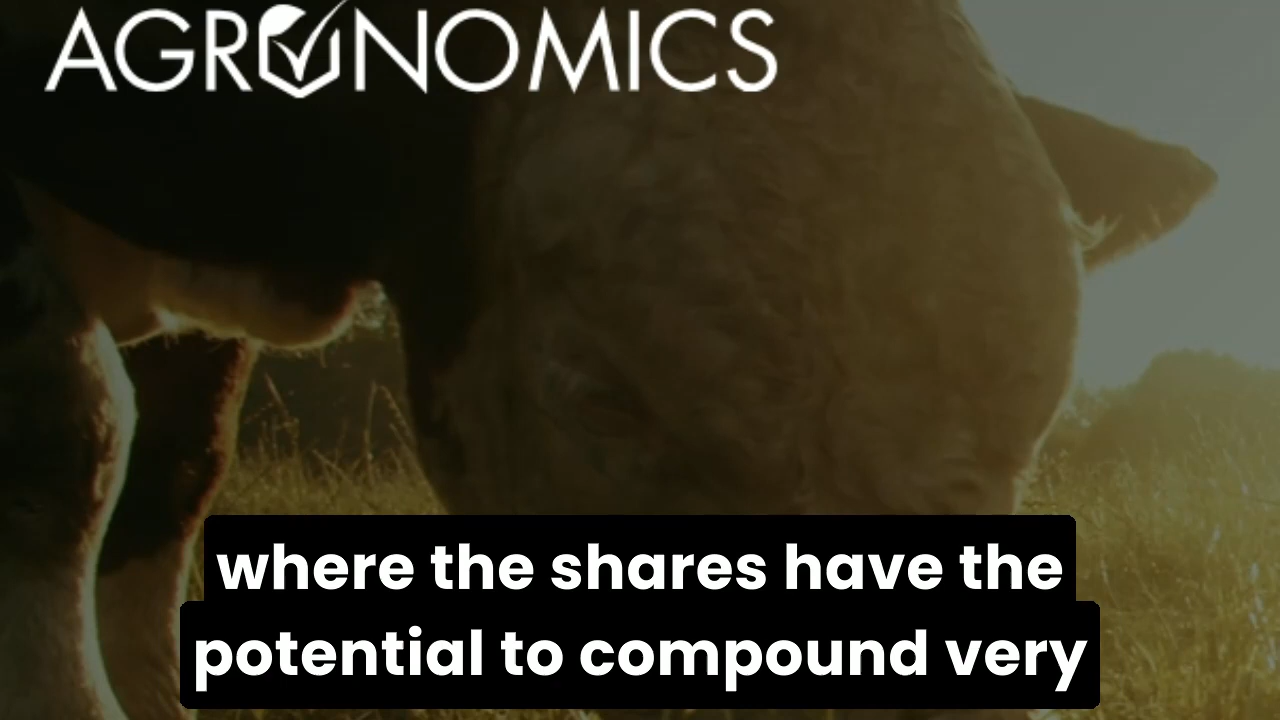 AGRONOMICS
where the shares have the
potential to compound very